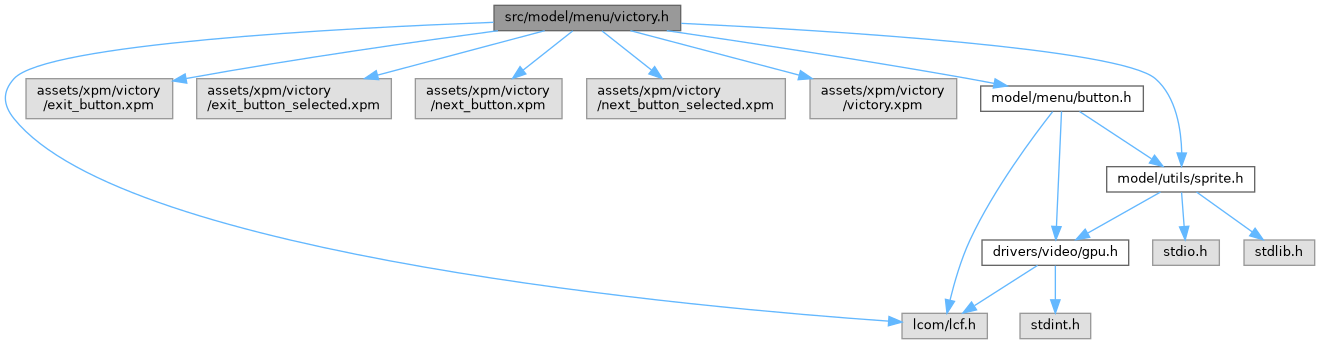 src/model/menu/victory.h
assets/xpm/victory
/exit_button.xpm
assets/xpm/victory
/exit_button_selected.xpm
assets/xpm/victory
/next_button.xpm
assets/xpm/victory
/next_button_selected.xpm
assets/xpm/victory
/victory.xpm
model/menu/button.h
model/utils/sprite.h
drivers/video/gpu.h
stdio.h
stdlib.h
lcom/lcf.h
stdint.h